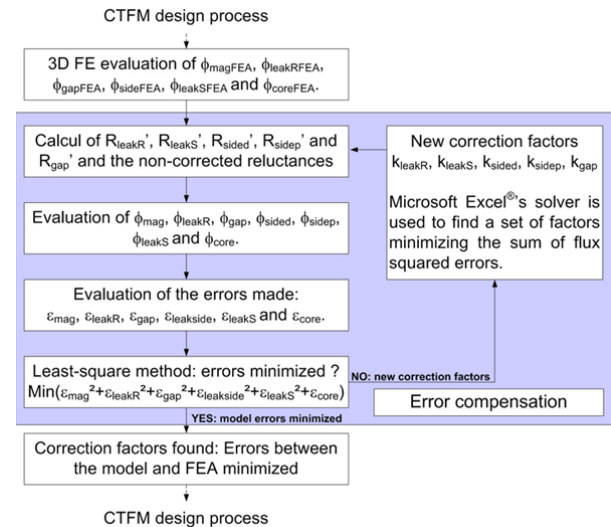 CTFM design process
3D FE evaluation of ϕmagFEA, ϕleakRFEA,
ϕgapFEA, ϕsideFEA, ϕleakSFEA and ϕcoreFEA.
Calcul of RleakR', RleakS', Rsided', Rsidep' and
Rgap' and the non-corrected reluctances
New correction factors
kleakR, kleakS, ksided, ksidep, kgap
Microsoft Excel®'s solver is
used to find a set of factors
minimizing the sum of flux
squared errors.
Evaluation of ϕmag, ϕleakR, ϕgap, ϕsided, ϕsidep,
ϕleakS and ϕcore.
Evaluation of the errors made:
εmag, εleakR, εgap, εleakside, εleakS and εcore.
Least-square method: errors minimized ?
Min(εmag²+εleakR²+εgap²+εleakside²+εleakS²+εcore)
NO: new correction factors
Error compensation
YES: model errors minimized
Correction factors found: Errors between
the model and FEA minimized
CTFM design process